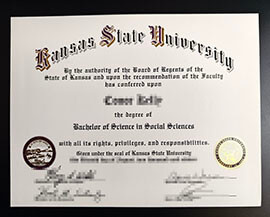 Kansas State University
By the authority of the Board of Regents of the
State of Kansas and upon the recommendation of the Faculty
has conferred upon
the degree of
Bachelor of Science in Social Sciences
with all its rights, privileges, and responsibilities.
Given under the seal of Kansas State University